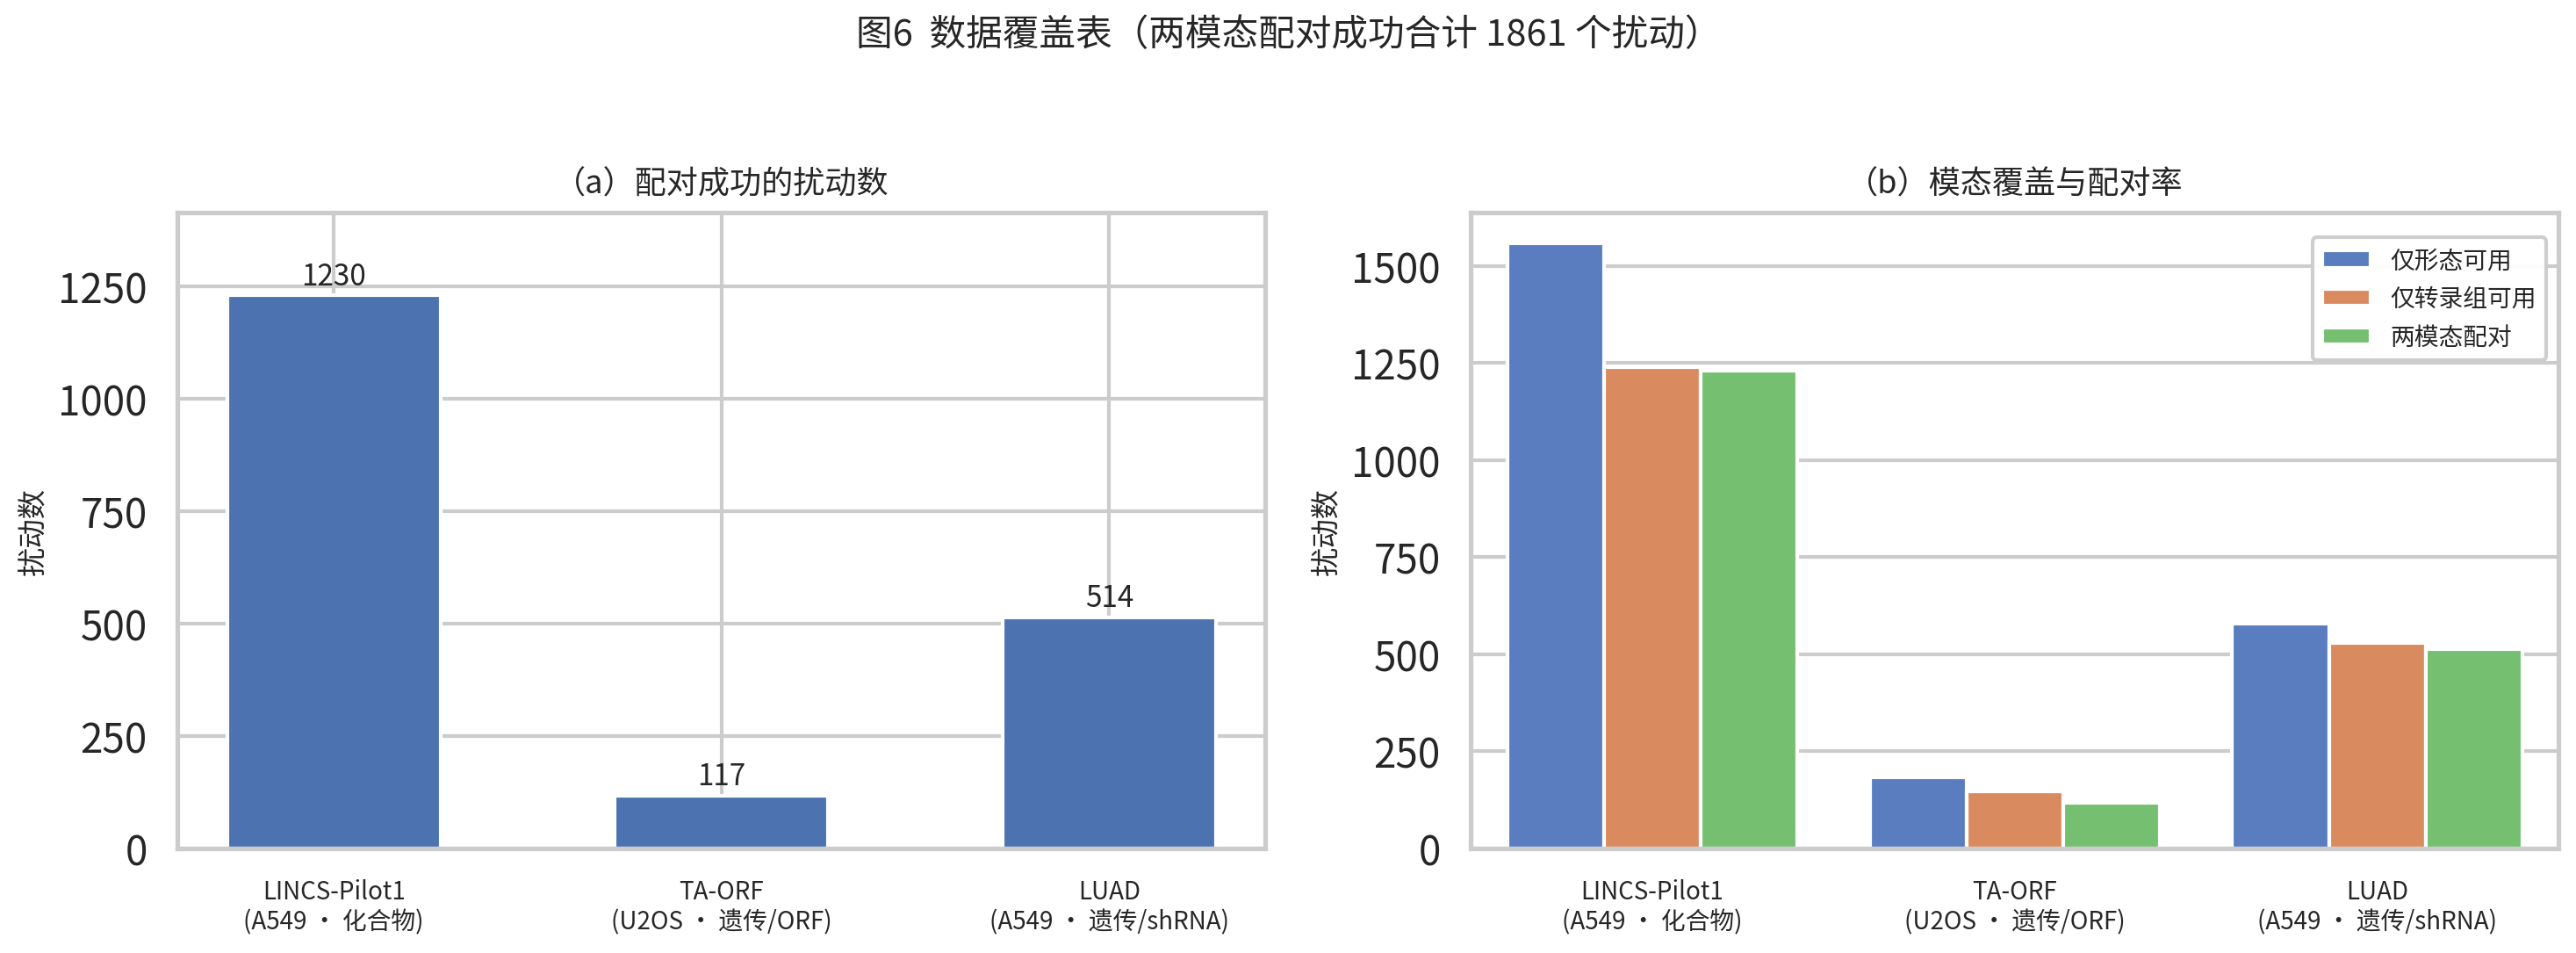 图6 数据覆盖表（两模态配对成功合计 1861 个扰动）
（a）配对成功的扰动数
扰动数
1250
1000
750
500
250
0
1230
117
514
LINCS-Pilot1
(A549 · 化合物)
TA-ORF
(U2OS · 遗传/ORF)
LUAD
(A549 · 遗传/shRNA)
（b）模态覆盖与配对率
扰动数
1500
1250
1000
750
500
250
0
仅形态可用
仅转录组可用
两模态配对
LINCS-Pilot1
(A549 · 化合物)
TA-ORF
(U2OS · 遗传/ORF)
LUAD
(A549 · 遗传/shRNA)